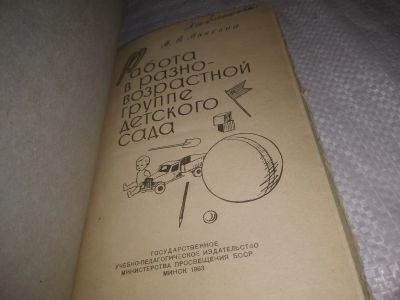 Работа
в разно-
возрастной
группе
детского
сада
ГОСУДАРСТВЕННОЕ
УЧЕБНО-ПЕДАГОГИЧЕСКОЕ ИЗДАТЕЛЬСТВО
МИНИСТЕРСТВА ПРОСВЕЩЕНИЯ БССР
МИНСК 1963